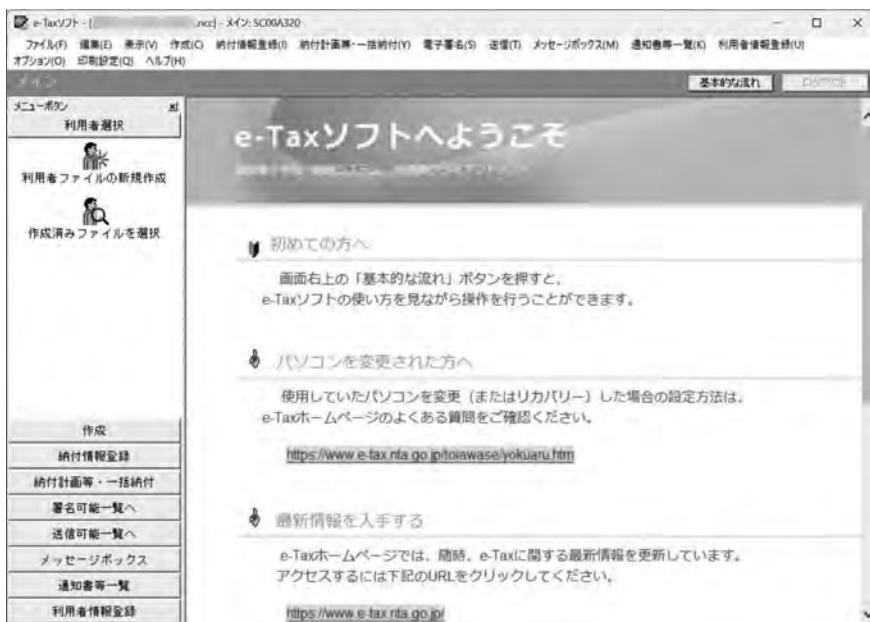 e-Taxソフト - (
.ncc) - メイン: SC00A320
ファイル(F) 編集(E) 表示(V) 作成(C) 納付情報登録(I) 納付計画等・一括納付(Y) 電子署名(S) 送信(T) メッセージボックス(M) 通知書等一覧(K) 利用者情報登録(U)
オプション(O) 印刷設定(Q) ヘルプ(H)
メイン
基本的な流れ
メニューボタン
利用者選択
利用者ファイルの新規作成
作成済みファイルを選択
作成
納付情報登録
納付計画等・一括納付
署名可能一覧へ
送信可能一覧へ
メッセージボックス
通知書等一覧
利用者情報登録
e-Taxソフトへようこそ
初めての方へ
画面右上の「基本的な流れ」ボタンを押すと、
e-Taxソフトの使い方を見ながら操作を行うことができます。
パソコンを変更された方へ
使用していたパソコンを変更（またはリカバリー）した場合の設定方法は、
e-Taxホームページのよくある質問をご確認ください。
https://www.e-tax.nta.go.jp/toiawase/yokuaru.htm
最新情報を入手する
e-Taxホームページでは、随時、e-Taxに関する最新情報を更新しています。
アクセスするには下記のURLをクリックしてください。
https://www.e-tax.nta.go.jp/